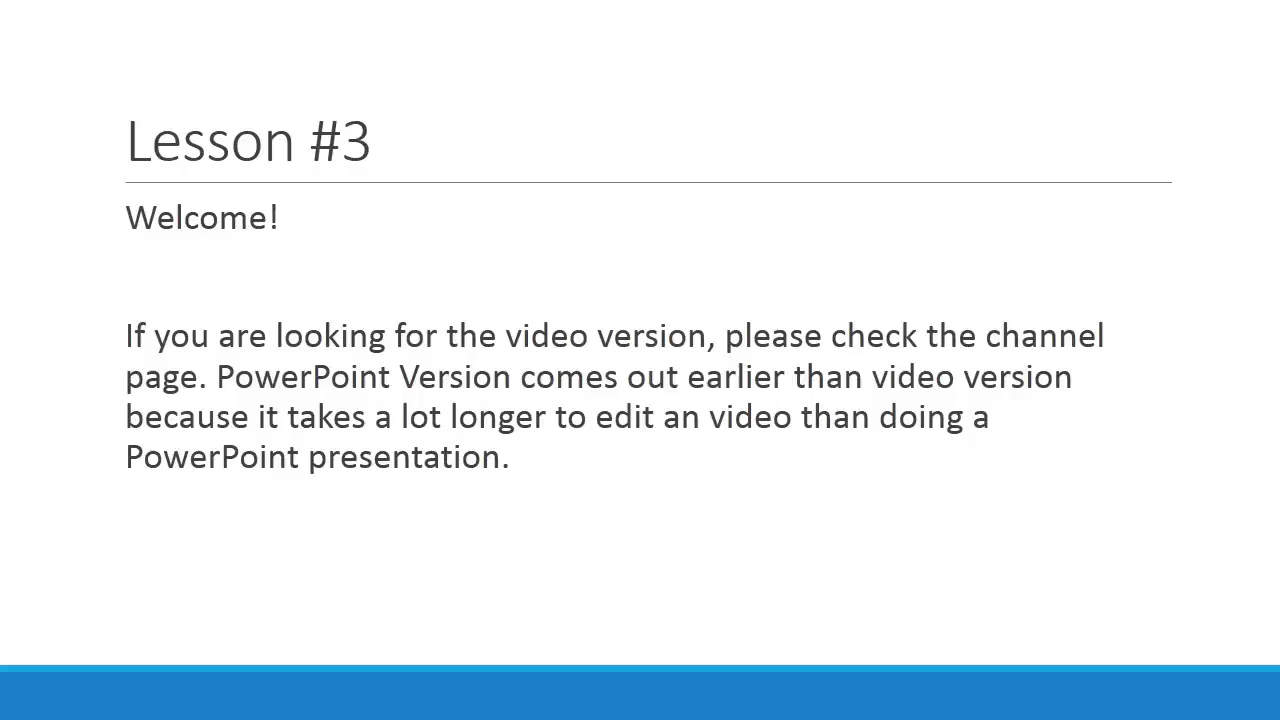 Lesson #3
Welcome!
If you are looking for the video version, please check the channel
page. PowerPoint Version comes out earlier than video version
because it takes a lot longer to edit an video than doing a
PowerPoint presentation.